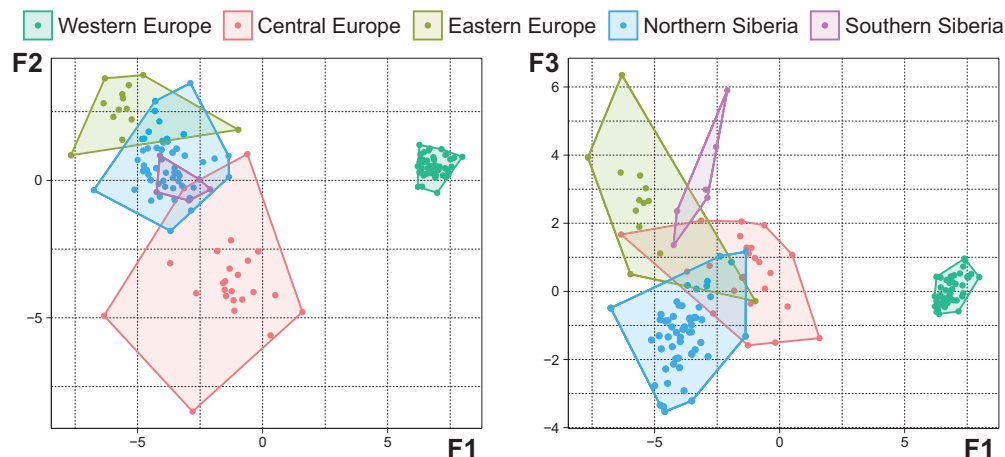 Western Europe Central Europe Eastern Europe Northern Siberia Southern Siberia
F2
0
−5
−5 0 5
F1
F3
6
4
2
0
−2
−4
−5 0 5
F1